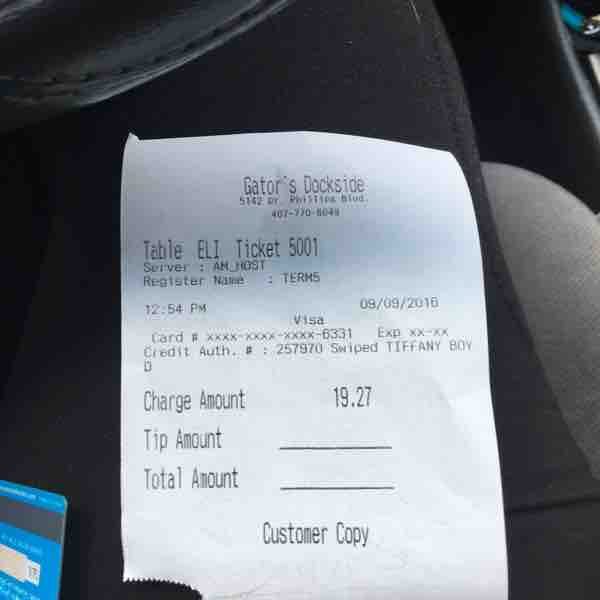 Gator's Dockside
5142 Dr. Phillips Blvd.
407-770-6049
Table ELI Ticket 5001
Server : AM_HOST
Register Name : TERM5
12:54 PM 09/09/2016
Visa
Card # xxxx-xxxx-xxxx-6331 Exp xx-xx
Credit Auth. # : 257970 Swiped TIFFANY BOY
D
Charge Amount 19.27
Tip Amount
Total Amount
Customer Copy